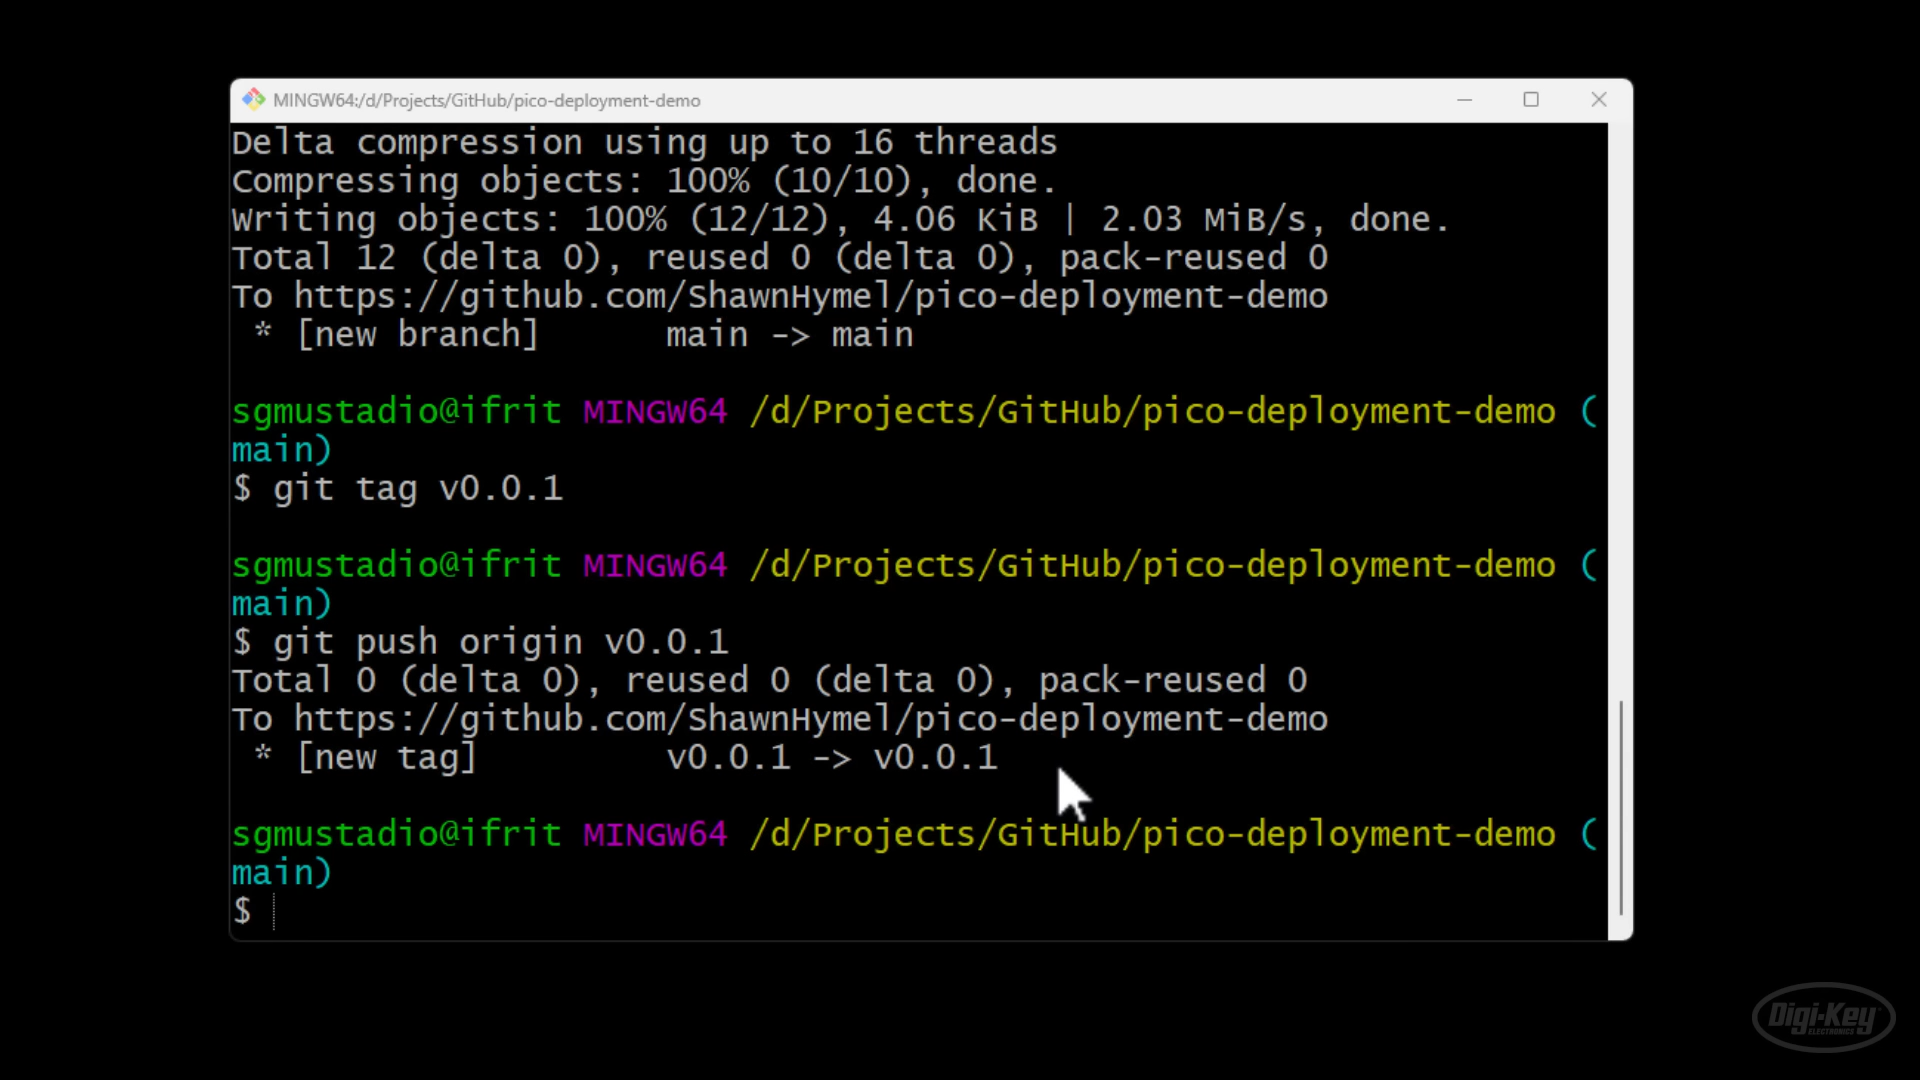 MINGW64:/d/Projects/GitHub/pico-deployment-demo
Delta compression using up to 16 threads
Compressing objects: 100% (10/10), done.
Writing objects: 100% (12/12), 4.06 KiB | 2.03 MiB/s, done.
Total 12 (delta 0), reused 0 (delta 0), pack-reused 0
To https://github.com/ShawnHymel/pico-deployment-demo
 * [new branch]      main -> main

sgmustadio@ifrit MINGW64 /d/Projects/GitHub/pico-deployment-demo (
main)
$ git tag v0.0.1

sgmustadio@ifrit MINGW64 /d/Projects/GitHub/pico-deployment-demo (
main)
$ git push origin v0.0.1
Total 0 (delta 0), reused 0 (delta 0), pack-reused 0
To https://github.com/ShawnHymel/pico-deployment-demo
 * [new tag]         v0.0.1 -> v0.0.1

sgmustadio@ifrit MINGW64 /d/Projects/GitHub/pico-deployment-demo (
main)
$
Digi-Key
ELECTRONICS